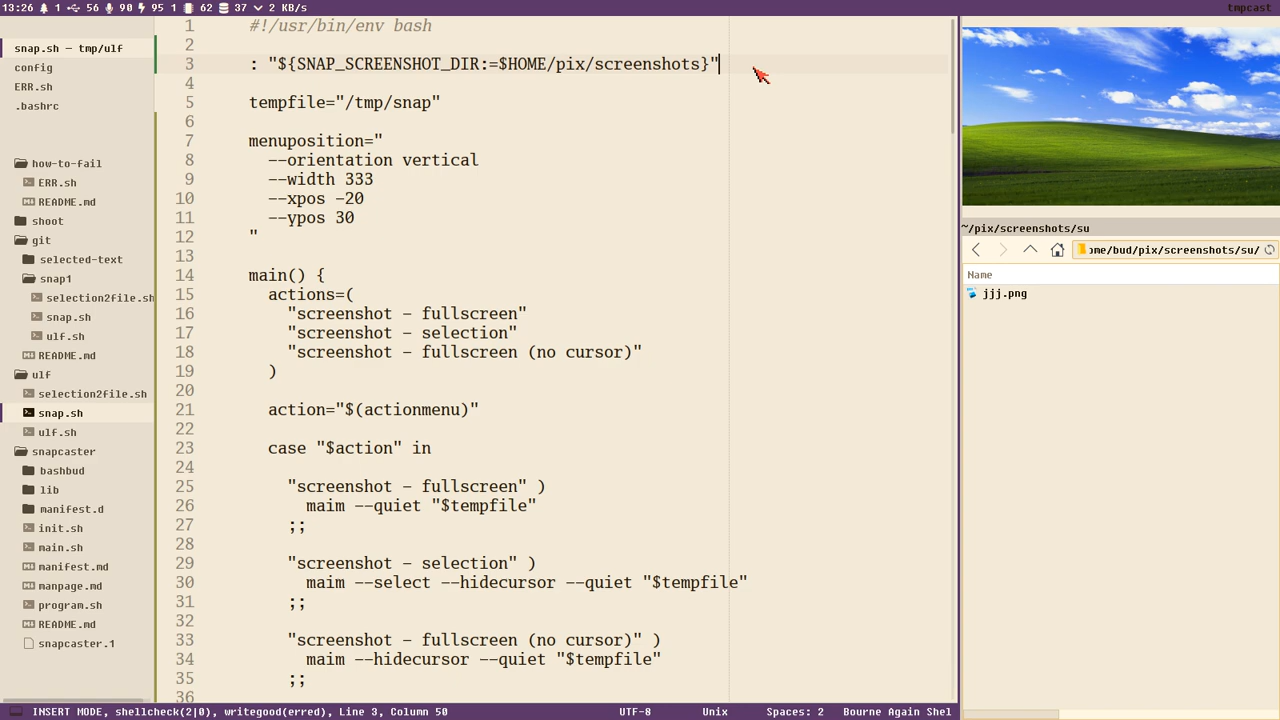 13:26 1 56 90 95 62 37 2 KB/s
tmpcast
snap.sh — tmp/ulf
config
ERR.sh
.bashrc
how-to-fail
ERR.sh
README.md
shoot
git
selected-text
snap1
selection2file.sh
snap.sh
ulf.sh
README.md
ulf
selection2file.sh
snap.sh
ulf.sh
snapcaster
bashbud
lib
manifest.d
init.sh
main.sh
manifest.md
manpage.md
program.sh
README.md
snapcaster.1
1 #!/usr/bin/env bash
2
3 : "${SNAP_SCREENSHOT_DIR:=$HOME/pix/screenshots}"
4
5 tempfile="/tmp/snap"
6
7 menuposition="
8 --orientation vertical
9 --width 333
10 --xpos -20
11 --ypos 30
12 "
13
14 main() {
15 actions=(
16 "screenshot - fullscreen"
17 "screenshot - selection"
18 "screenshot - fullscreen (no cursor)"
19 )
20
21 action="$(actionmenu)"
22
23 case "$action" in
24
25 "screenshot - fullscreen" )
26 maim --quiet "$tempfile"
27 ;;
28
29 "screenshot - selection" )
30 maim --select --hidecursor --quiet "$tempfile"
31 ;;
32
33 "screenshot - fullscreen (no cursor)" )
34 maim --hidecursor --quiet "$tempfile"
35 ;;
36
~/pix/screenshots/su
ome/bud/pix/screenshots/su/
Name
jjj.png
INSERT MODE, shellcheck(2|0), writegood(erred), Line 3, Column 50
UTF-8
Unix
Spaces: 2
Bourne Again Shel